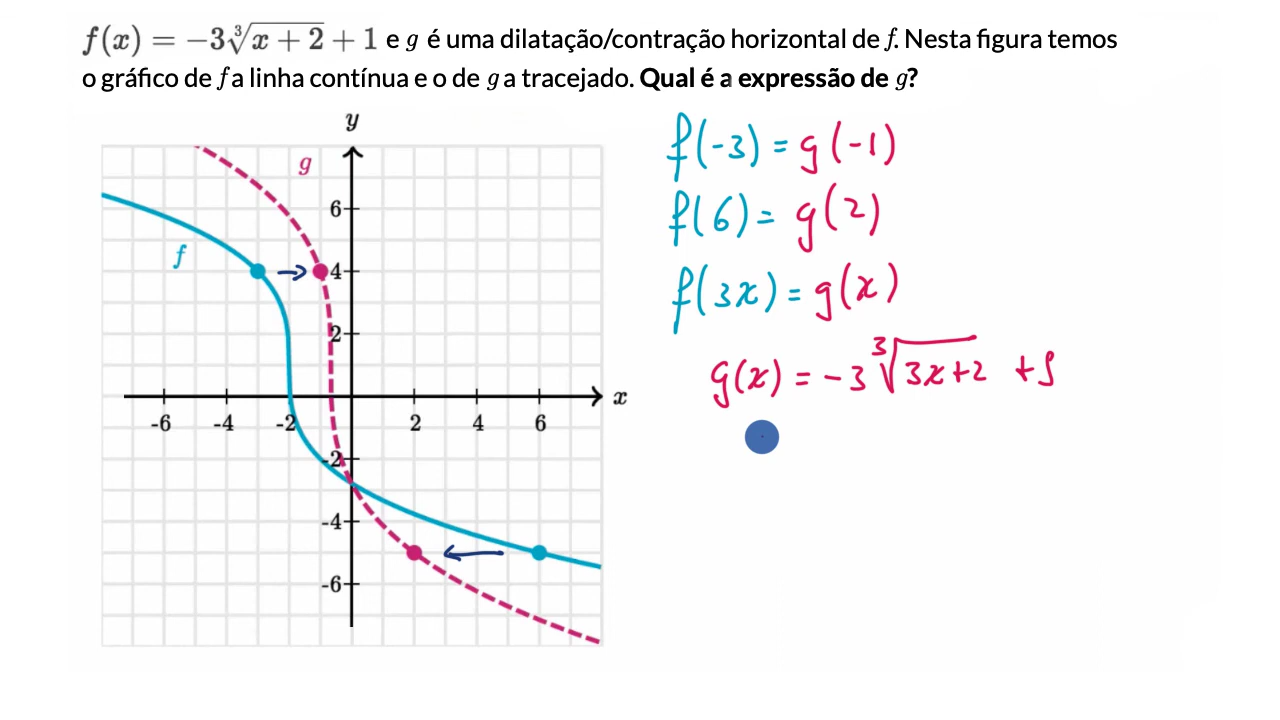 f(x) = −3∛x + 2 + 1 e g é uma dilatação/contração horizontal de f. Nesta figura temos
o gráfico de f a linha contínua e o de g a tracejado. Qual é a expressão de g?
y
g
f
6
4
2
-2
-4
-6
-6 -4 -2 2 4 6
x
f(-3) = g(-1)
f(6) = g(2)
f(3x) = g(x)
g(x) = -3 ∛3x+2 + 1